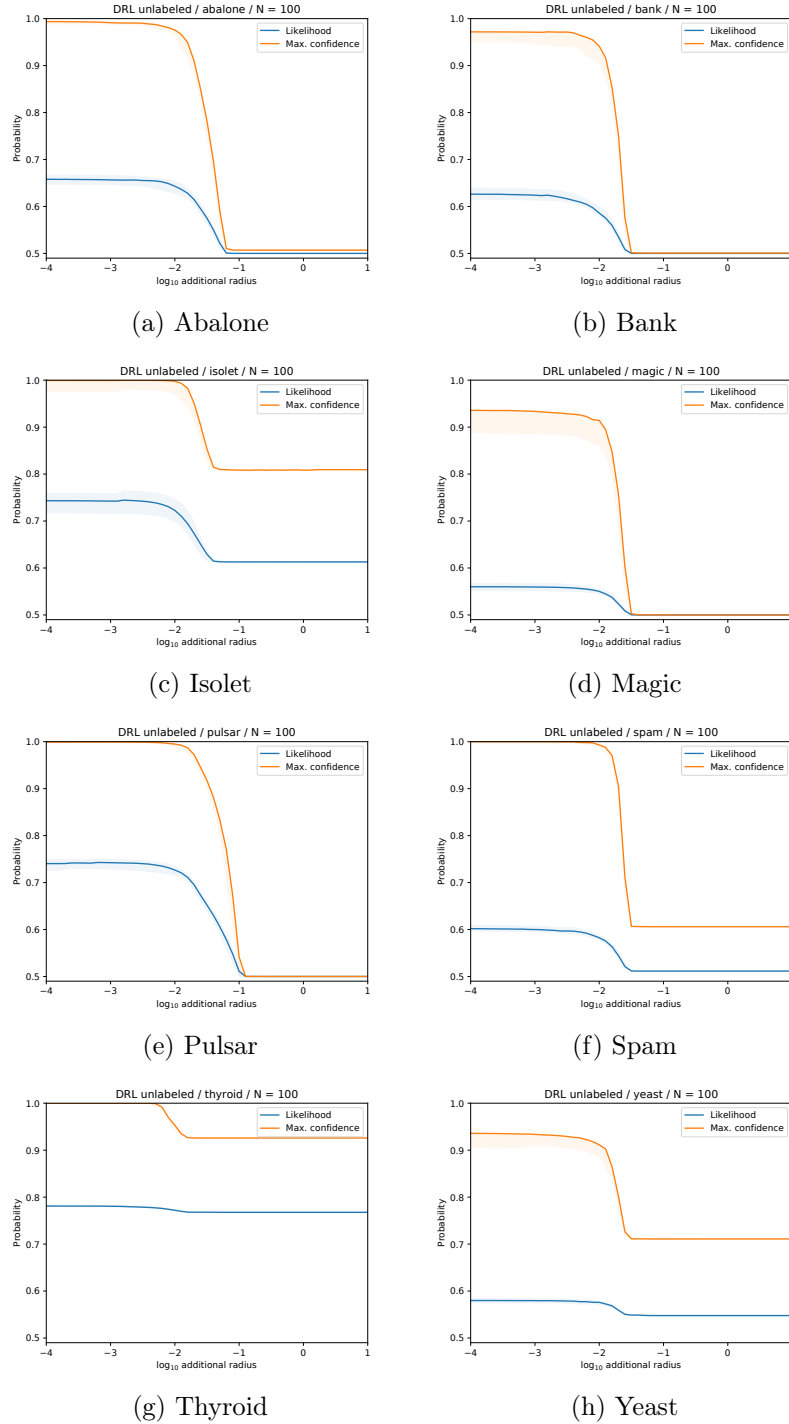 DRL unlabeled / abalone / N = 100
1.0
0.9
0.8
0.7
0.6
0.5
Probability
Likelihood
Max. confidence
−4 −3 −2 −1 0 1
log10 additional radius
(a) Abalone
DRL unlabeled / bank / N = 100
1.0
0.9
0.8
0.7
0.6
0.5
Probability
Likelihood
Max. confidence
−4 −3 −2 −1 0
log10 additional radius
(b) Bank
DRL unlabeled / isolet / N = 100
1.0
0.9
0.8
0.7
0.6
0.5
Probability
Likelihood
Max. confidence
−4 −3 −2 −1 0 1
log10 additional radius
(c) Isolet
DRL unlabeled / magic / N = 100
1.0
0.9
0.8
0.7
0.6
0.5
Probability
Likelihood
Max. confidence
−4 −3 −2 −1 0
log10 additional radius
(d) Magic
DRL unlabeled / pulsar / N = 100
1.0
0.9
0.8
0.7
0.6
0.5
Probability
Likelihood
Max. confidence
−4 −3 −2 −1 0 1
log10 additional radius
(e) Pulsar
DRL unlabeled / spam / N = 100
1.0
0.9
0.8
0.7
0.6
0.5
Probability
Likelihood
Max. confidence
−4 −3 −2 −1 0
log10 additional radius
(f) Spam
DRL unlabeled / thyroid / N = 100
1.0
0.9
0.8
0.7
0.6
0.5
Probability
Likelihood
Max. confidence
−4 −3 −2 −1 0 1
log10 additional radius
(g) Thyroid
DRL unlabeled / yeast / N = 100
1.0
0.9
0.8
0.7
0.6
0.5
Probability
Likelihood
Max. confidence
−4 −3 −2 −1 0
log10 additional radius
(h) Yeast